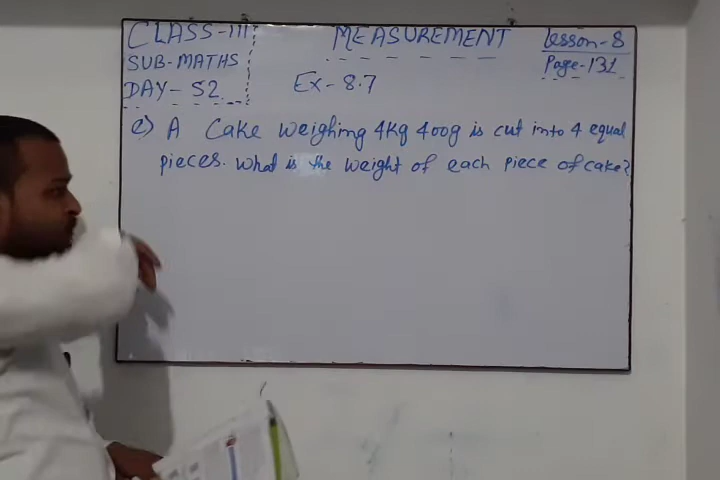 CLASS-III
SUB-MATHS
DAY-52
MEASUREMENT
Lesson-8
Page-131
Ex-8.7
e) A Cake weighing 4kg 400g is cut into 4 equal
pieces. what is the weight of each piece of cake?